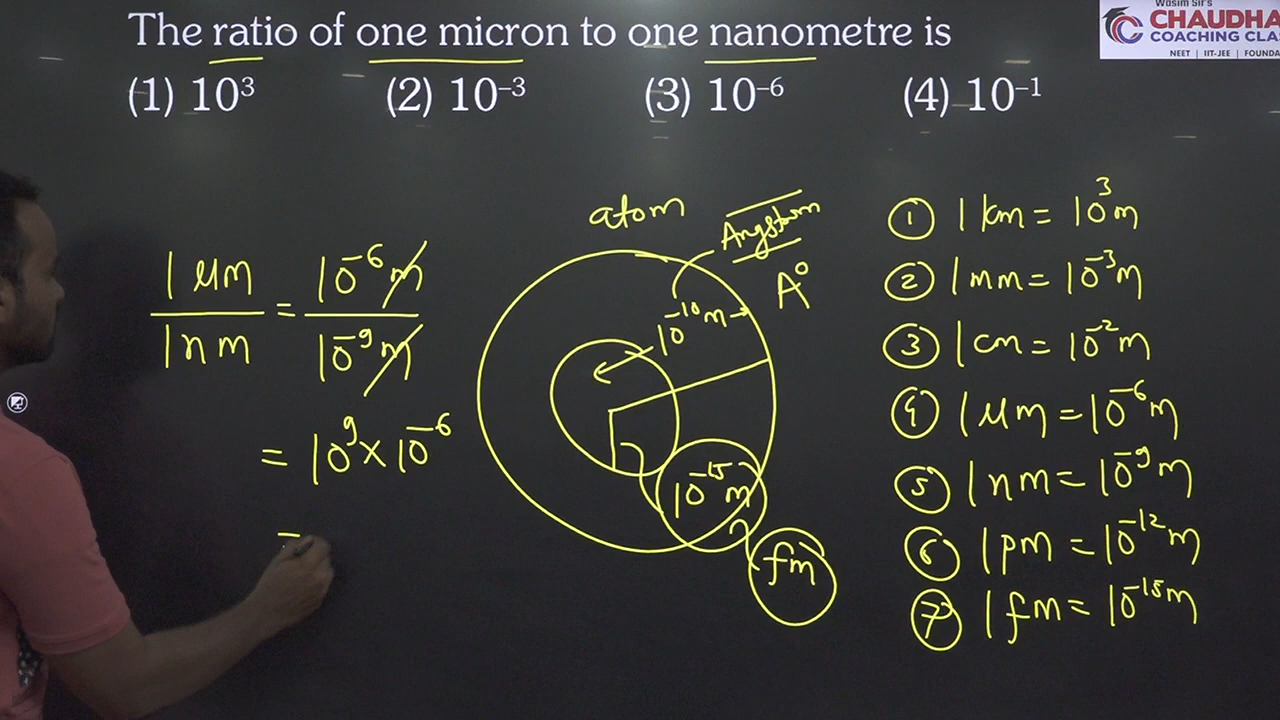 The ratio of one micron to one nanometre is
(1) 10³ (2) 10⁻³ (3) 10⁻⁶ (4) 10⁻¹
Wasim Sir's
CHAUDHA
COACHING CLA
NEET | IIT-JEE | FOUNDA
1 μm / 1 nm = 10⁻⁶ m / 10⁻⁹ m
= 10⁹ × 10⁻⁶
=
atom
Angstrom
A°
10⁻¹⁰ m
10⁻¹⁵ m
fm
① 1 km = 10³ m
② 1 mm = 10⁻³ m
③ 1 cm = 10⁻² m
④ 1 μm = 10⁻⁶ m
⑤ 1 nm = 10⁻⁹ m
⑥ 1 pm = 10⁻¹² m
⑦ 1 fm = 10⁻¹⁵ m